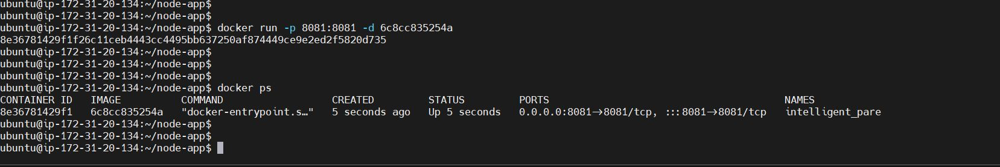 ubuntu@ip-172-31-20-134:~/node-app$
ubuntu@ip-172-31-20-134:~/node-app$
ubuntu@ip-172-31-20-134:~/node-app$ docker run -p 8081:8081 -d 6c8cc835254a
8e36781429f1f26c11ceb4443cc4495bb637250af874449ce9e2ed2f5820d735
ubuntu@ip-172-31-20-134:~/node-app$
ubuntu@ip-172-31-20-134:~/node-app$
ubuntu@ip-172-31-20-134:~/node-app$
ubuntu@ip-172-31-20-134:~/node-app$ docker ps
CONTAINER ID   IMAGE          COMMAND                  CREATED         STATUS         PORTS                                       NAMES
8e36781429f1   6c8cc835254a   "docker-entrypoint.s…"   5 seconds ago   Up 5 seconds   0.0.0.0:8081->8081/tcp, :::8081->8081/tcp   intelligent_pare
ubuntu@ip-172-31-20-134:~/node-app$
ubuntu@ip-172-31-20-134:~/node-app$
ubuntu@ip-172-31-20-134:~/node-app$